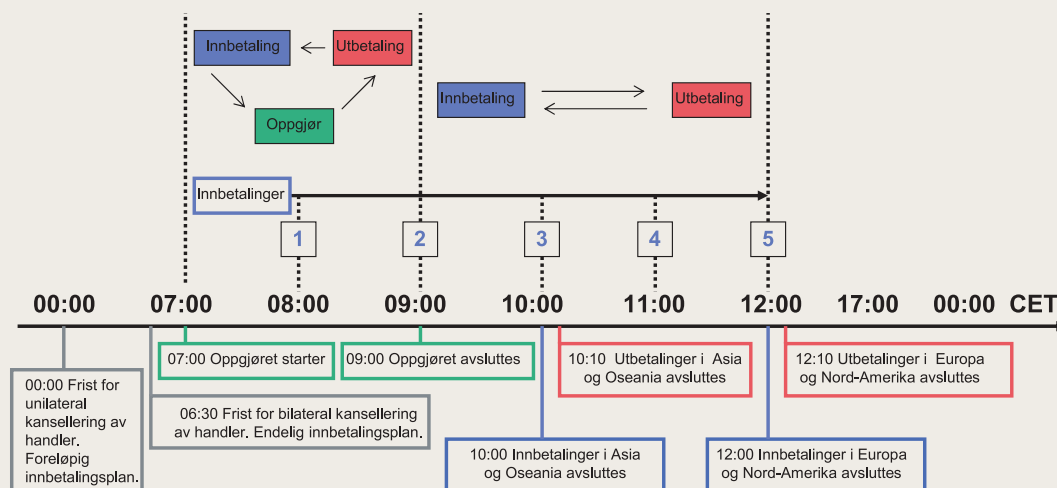 Innbetaling
Utbetaling
Oppgjør
Innbetaling
Utbetaling
Innbetalinger
1
2
3
4
5
00:00 07:00 08:00 09:00 10:00 11:00 12:00 17:00 00:00 CET
07:00 Oppgjøret starter
09:00 Oppgjøret avsluttes
10:10 Utbetalinger i Asia
og Oseania avsluttes
12:10 Utbetalinger i Europa
og Nord-Amerika avsluttes
00:00 Frist for
unilateral
kansellering av
handler.
Foreløpig
innbetalingsplan.
06:30 Frist for bilateral kansellering
av handler. Endelig innbetalingsplan.
10:00 Innbetalinger i Asia
og Oseania avsluttes
12:00 Innbetalinger i Europa
og Nord-Amerika avsluttes